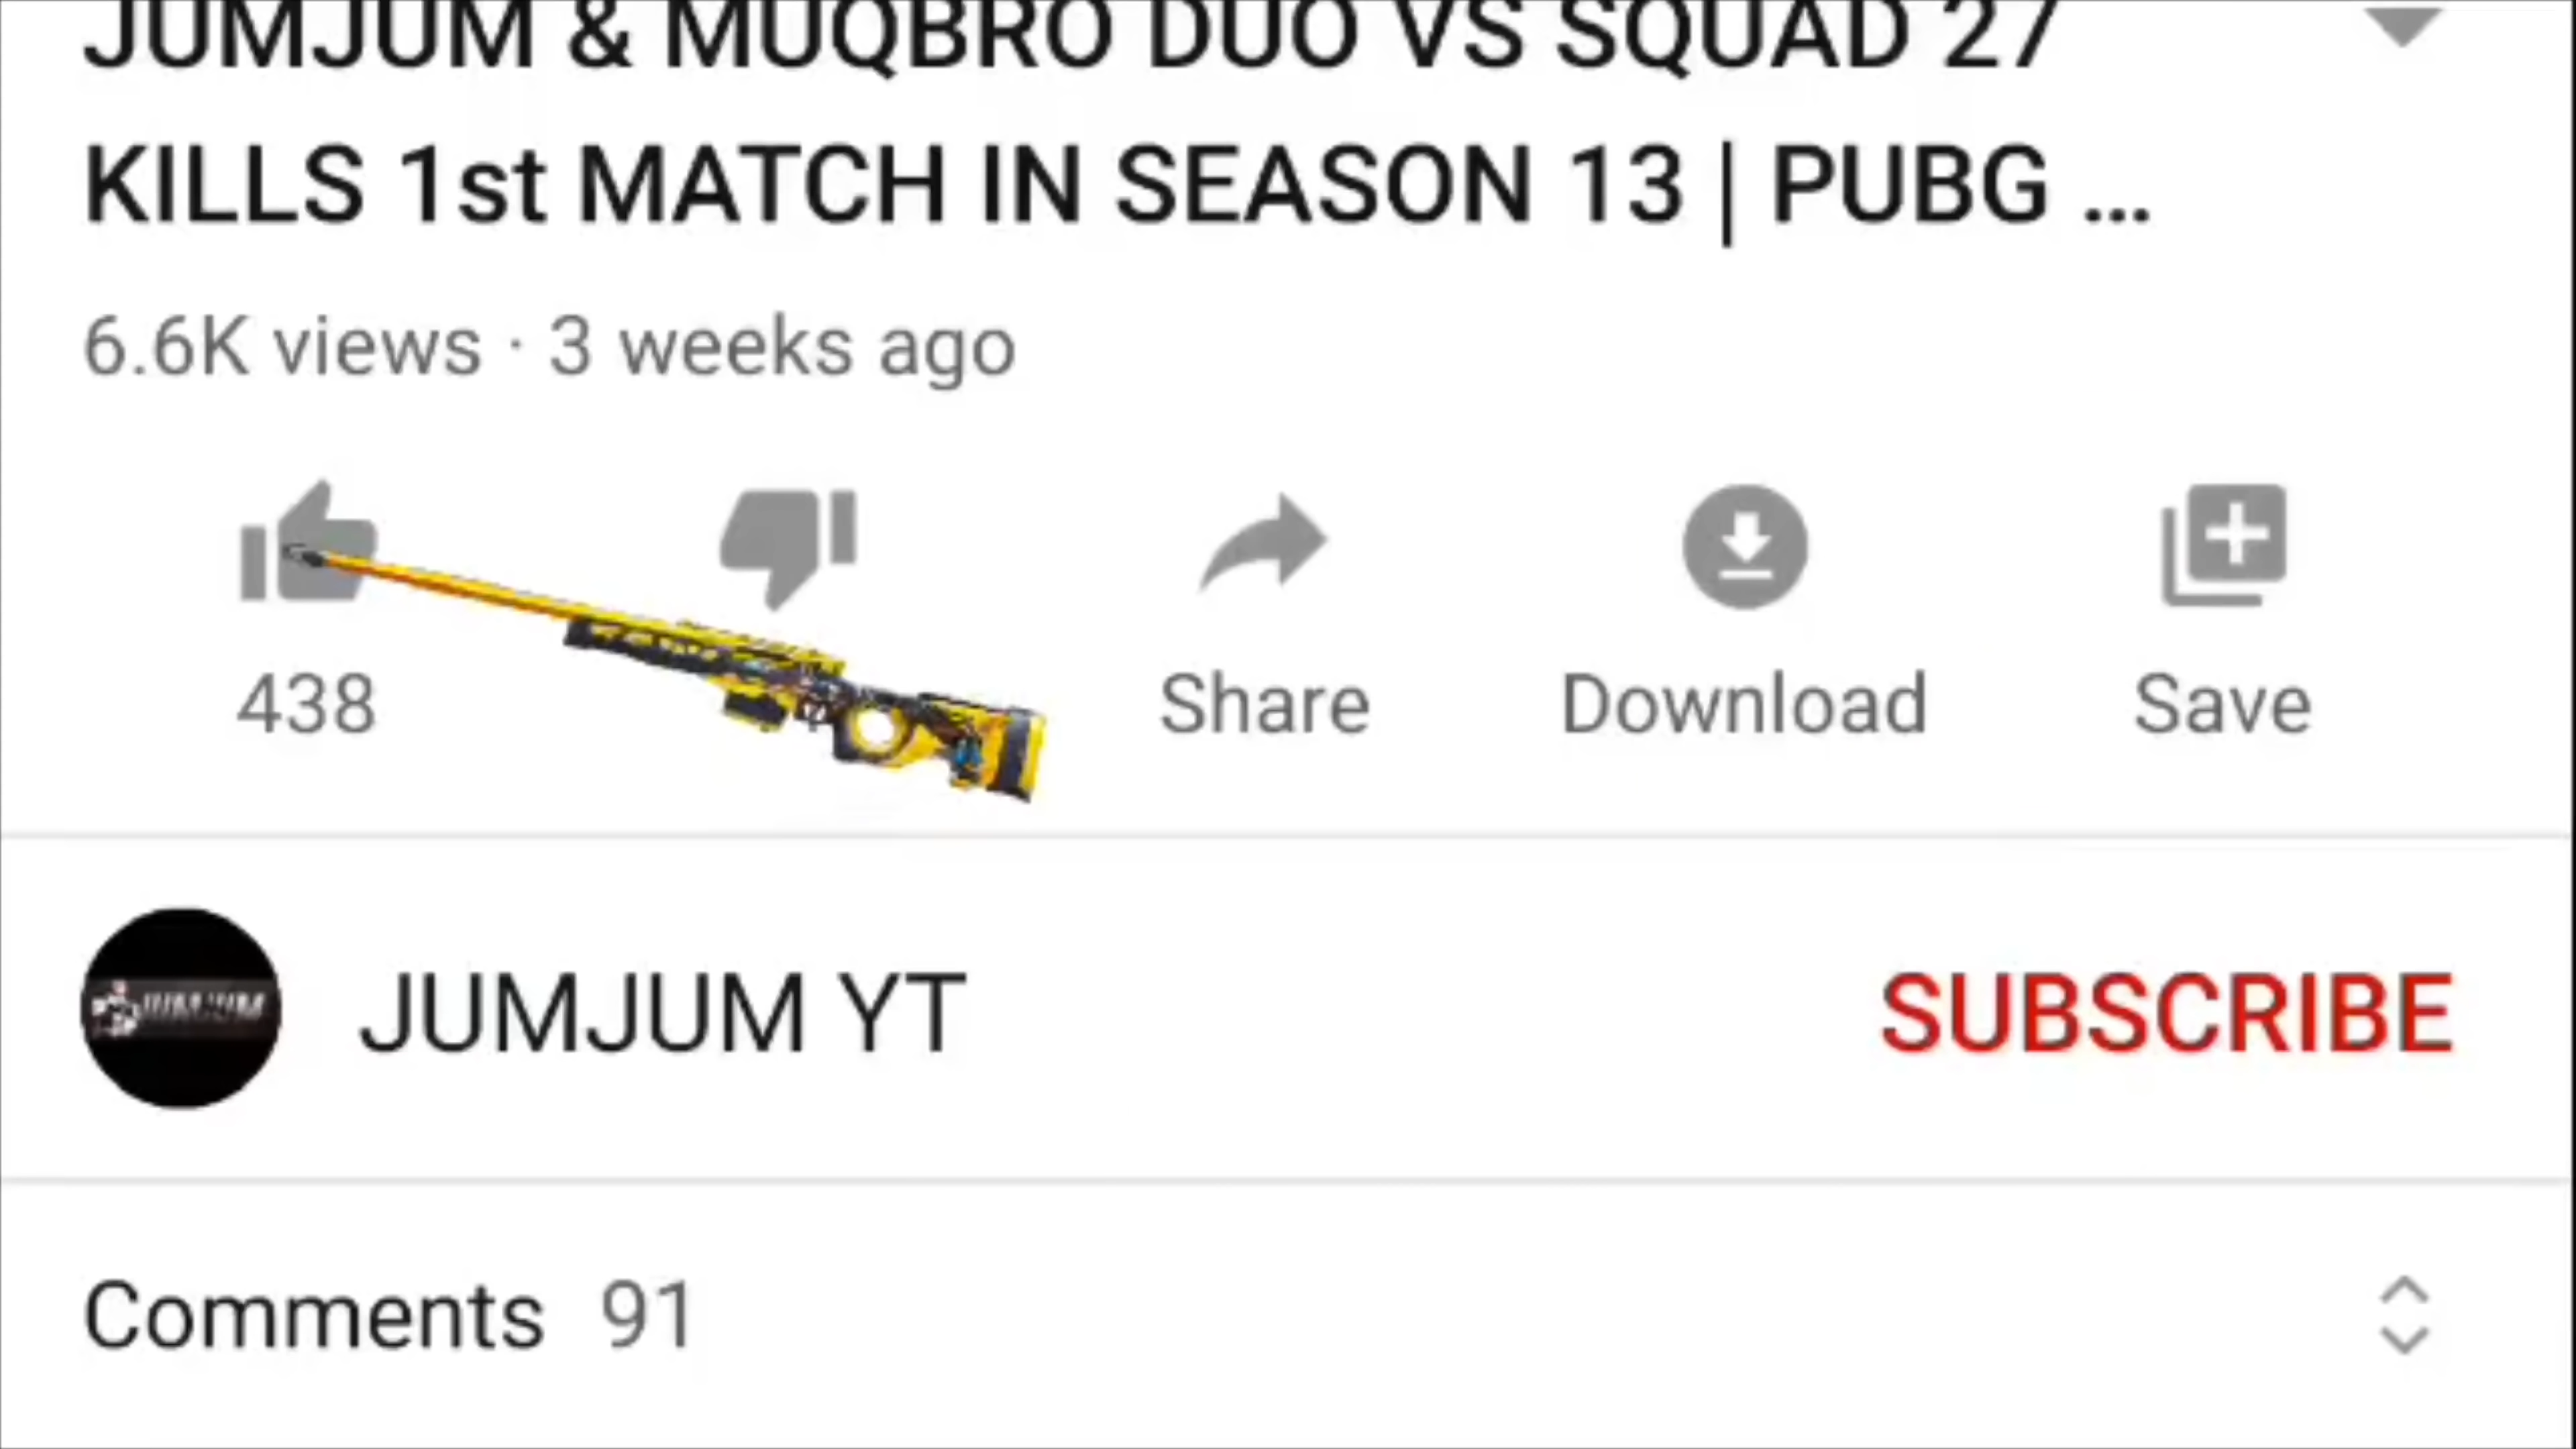 JUMJUM & MUQBRO DUO VS SQUAD 27
KILLS 1st MATCH IN SEASON 13 | PUBG ...
6.6K views · 3 weeks ago
438
Share
Download
Save
JUMJUM YT
SUBSCRIBE
Comments 91